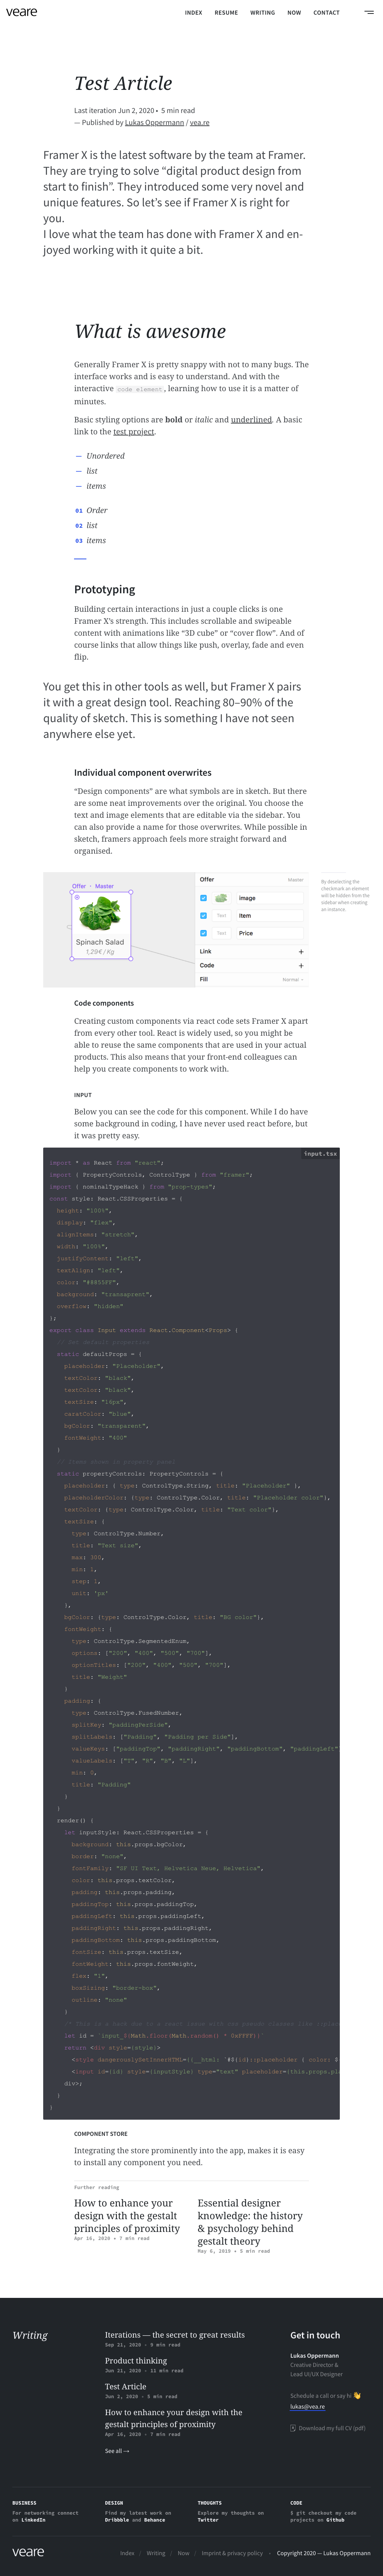 veare
INDEX RESUME WRITING NOW CONTACT
Test Article
Last iteration Jun 2, 2020 • 5 min read
— Published by Lukas Oppermann / vea.re
Framer X is the latest software by the team at Framer.
They are trying to solve “digital product design from
start to finish”. They introduced some very novel and
unique features. So let’s see if Framer X is right for
you.
I love what the team has done with Framer X and en-
joyed working with it quite a bit.
What is awesome
Generally Framer X is pretty snappy with not to many bugs. The
interface works and is easy to understand. And with the
interactive code element, learning how to use it is a matter of
minutes.
Basic styling options are bold or italic and underlined. A basic
link to the test project.
— Unordered
— list
— items
01 Order
02 list
03 items
Prototyping
Building certain interactions in just a couple clicks is one
Framer X’s strength. This includes scrollable and swipeable
content with animations like “3D cube” or “cover flow”. And of
course links that allow things like push, overlay, fade and even
flip.
You get this in other tools as well, but Framer X pairs
it with a great design tool. Reaching 80–90% of the
quality of sketch. This is something I have not seen
anywhere else yet.
Individual component overwrites
“Design components” are what symbols are in sketch. But there
are some great improvements over the original. You choose the
text and image elements that are editable via the sidebar. You
can also provide a default for those overwrites. While possible in
sketch, framers approach feels more straight forward and
organised.
Offer • Master
Spinach Salad
1,29€ / Kg
Offer Master
image
Text Item
Text Price
Link +
Code +
Fill Normal
By deselecting the
checkmark an element
will be hidden from the
sidebar when creating
an instance.
Code components
Creating custom components via react code sets Framer X apart
from every other tool. React is widely used, so you might be
able to reuse the same components that are used in your actual
products. This also means that your front-end colleagues can
help you create components to work with.
INPUT
Below you can see the code for this component. While I do have
some background in coding, I have never used react before, but
it was pretty easy.
input.tsx
import * as React from "react";
import { PropertyControls, ControlType } from "framer";
import { nominalTypeHack } from "prop-types";
const style: React.CSSProperties = {
height: "100%",
display: "flex",
alignItems: "stretch",
width: "100%",
justifyContent: "left",
textAlign: "left",
color: "#8855FF",
background: "transaprent",
overflow: "hidden"
};
export class Input extends React.Component<Props> {
// Set default properties
static defaultProps = {
placeholder: "Placeholder",
textColor: "black",
textColor: "black",
textSize: "16px",
caratColor: "blue",
bgColor: "transparent",
fontWeight: "400"
}
// Items shown in property panel
static propertyControls: PropertyControls = {
placeholder: { type: ControlType.String, title: "Placeholder" },
placeholderColor: {type: ControlType.Color, title: "Placeholder color"},
textColor: {type: ControlType.Color, title: "Text color"},
textSize: {
type: ControlType.Number,
title: "Text size",
max: 200,
min: 1,
step: 1,
unit: 'px'
},
bgColor: {type: ControlType.Color, title: "BG color"},
fontWeight: {
type: ControlType.SegmentedEnum,
options: ["200", "400", "500", "700"],
optionTitles: ["200", "400", "500", "700"],
title: "Weight"
}
padding: {
type: ControlType.FusedNumber,
splitKey: "paddingPerSide",
splitLabels: ["Padding", "Padding per Side"],
valueKeys: ["paddingTop", "paddingRight", "paddingBottom", "paddingLeft"
valueLabels: ["T", "R", "B", "L"],
min: 0,
title: "Padding"
}
}
render() {
let inputStyle: React.CSSProperties = {
background: this.props.bgColor,
border: "none",
fontFamily: "SF UI Text, Helvetica Neue, Helvetica",
color: this.props.textColor,
padding: this.props.padding,
paddingTop: this.props.paddingTop,
paddingLeft: this.props.paddingLeft,
paddingRight: this.props.paddingRight,
paddingBottom: this.props.paddingBottom,
fontSize: this.props.textSize,
fontWeight: this.props.fontWeight,
flex: "1",
boxSizing: "border-box",
outline: "none"
}
let id = `input_${Math.floor(Math.random() * 0xFFFF)}`
return <div style={style}>
<style dangerouslySetInnerHTML={{__html: `#${id}::placeholder { color: $
<input id={id} style={inputStyle} type="text" placeholder={this.props.pl
div>;
}
}
COMPONENT STORE
Integrating the store prominently into the app, makes it is easy
to install any component you need.
Further reading
How to enhance your
design with the gestalt
principles of proximity
Apr 16, 2020 • 7 min read
Essential designer
knowledge: the history
& psychology behind
gestalt theory
May 6, 2019 • 5 min read
Writing
Iterations — the secret to great results
Sep 21, 2020 • 9 min read
Product thinking
Jun 21, 2020 • 11 min read
Test Article
Jun 2, 2020 • 5 min read
How to enhance your design with the
gestalt principles of proximity
Apr 16, 2020 • 7 min read
See all →
Get in touch
Lukas Oppermann
Creative Director &
Lead UI/UX Designer
Schedule a call or say hi 👋
lukas@vea.re
Download my full CV (pdf)
BUSINESS
For networking connect
on LinkedIn
DESIGN
Find my latest work on
Dribbble and Behance
THOUGHTS
Explore my thoughts on
Twitter
CODE
$ git checkout my code
projects on Github
veare
Index Writing Now Imprint & privacy policy • Copyright 2020 — Lukas Oppermann